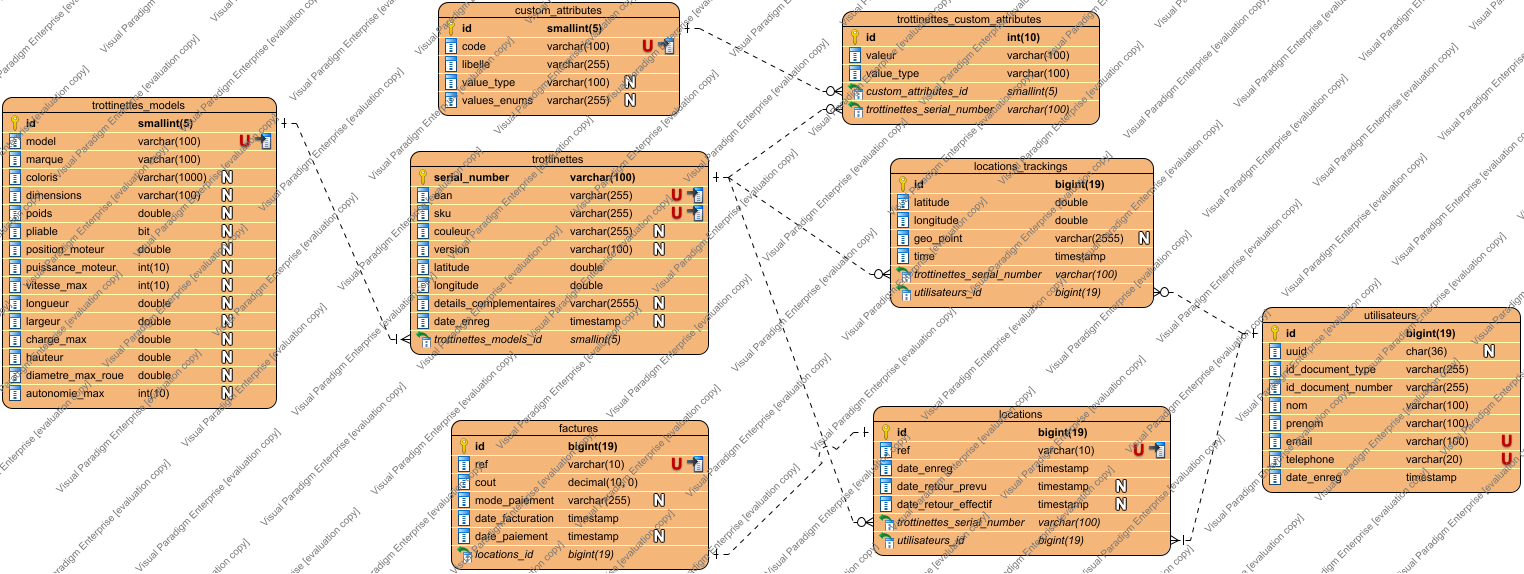 custom_attributes
id smallint(5)
code varchar(100) U
libelle varchar(255)
value_type varchar(100) N
values_enums varchar(255) N
trottinettes_custom_attributes
id int(10)
valeur varchar(100)
value_type varchar(100)
custom_attributes_id smallint(5)
trottinettes_serial_number varchar(100)
trottinettes_models
id smallint(5)
model varchar(100) U
marque varchar(100)
coloris varchar(1000) N
dimensions varchar(100) N
poids double N
pliable bit N
position_moteur double N
puissance_moteur int(10) N
vitesse_max int(10) N
longueur double N
largeur double N
charge_max double N
hauteur double N
diametre_max_roue double N
autonomie_max int(10) N
trottinettes
serial_number varchar(100)
ean varchar(255) U
sku varchar(255) U
couleur varchar(255) N
version varchar(100) N
latitude double
longitude double
details_complementaires varchar(2555) N
date_enreg timestamp N
trottinettes_models_id smallint(5)
locations_trackings
id bigint(19)
latitude double
longitude double
geo_point varchar(2555) N
time timestamp
trottinettes_serial_number varchar(100)
utilisateurs_id bigint(19)
utilisateurs
id bigint(19)
uuid char(36) N
id_document_type varchar(255)
id_document_number varchar(255)
nom varchar(100)
prenom varchar(100)
email varchar(100) U
telephone varchar(20) U
date_enreg timestamp
factures
id bigint(19)
ref varchar(10) U
cout decimal(10, 0)
mode_paiement varchar(255) N
date_facturation timestamp
date_paiement timestamp N
locations_id bigint(19)
locations
id bigint(19)
ref varchar(10) U
date_enreg timestamp
date_retour_prevu timestamp N
date_retour_effectif timestamp N
trottinettes_serial_number varchar(100)
utilisateurs_id bigint(19)
Visual Paradigm Enterprise [evaluation copy]